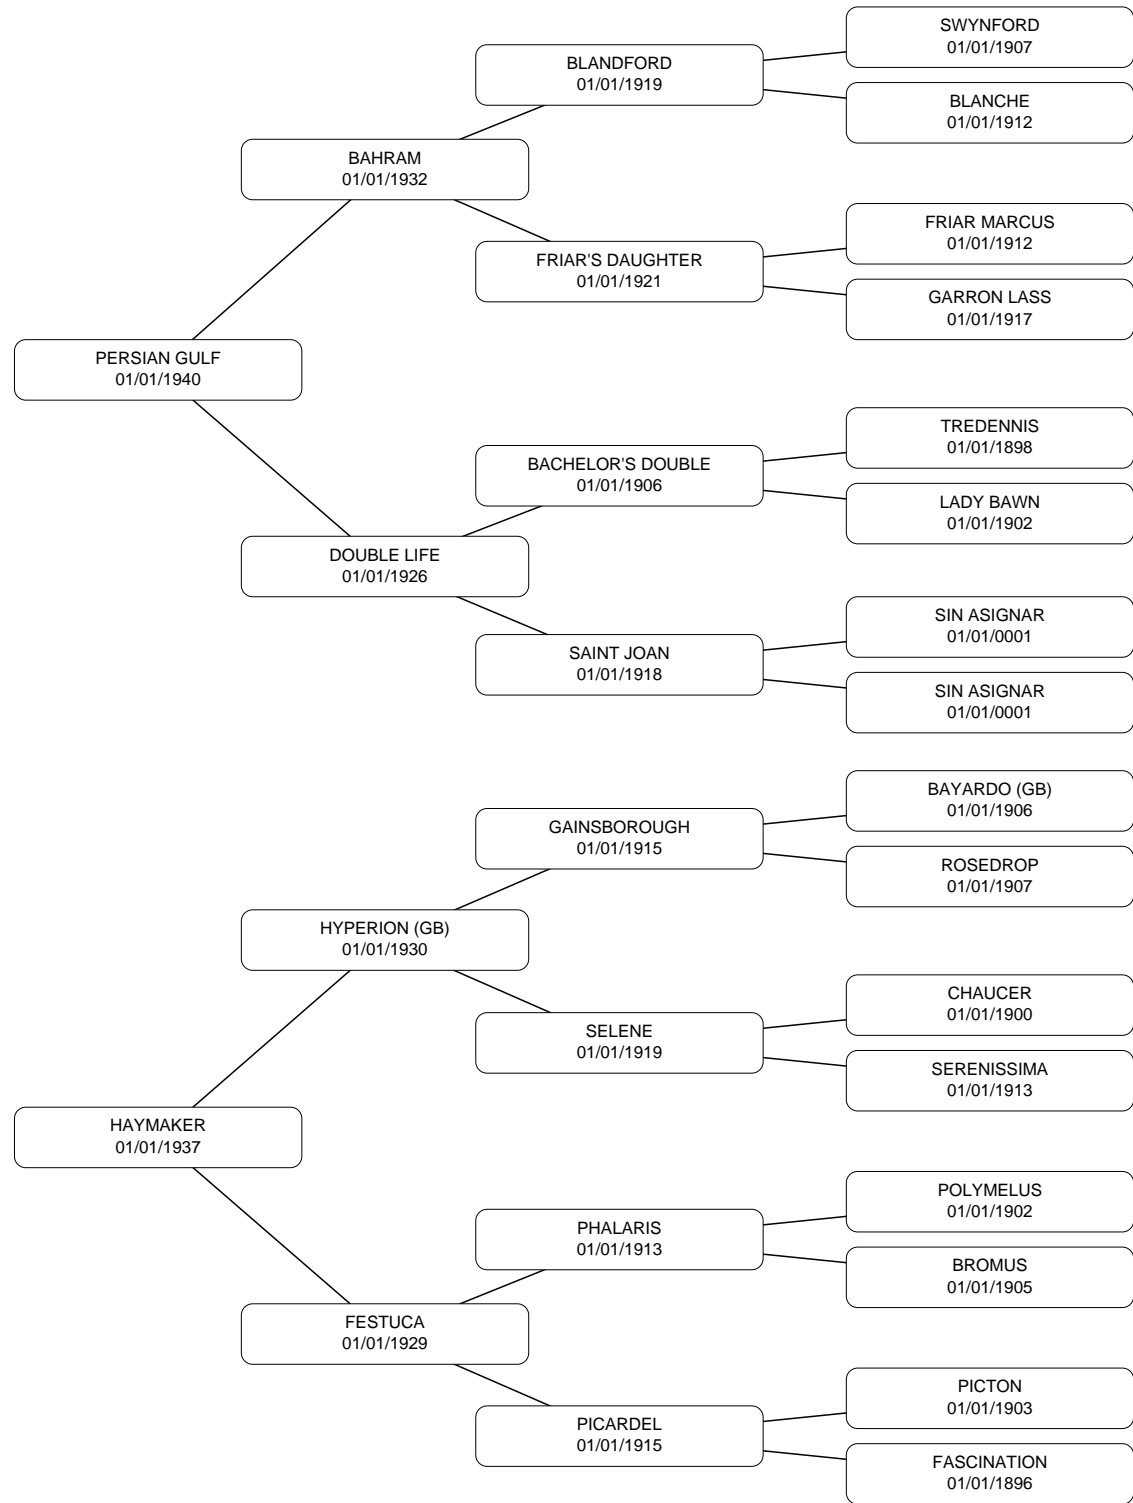 SWYNFORD
01/01/1907
BLANDFORD
01/01/1919
BLANCHE
01/01/1912
BAHRAM
01/01/1932
FRIAR MARCUS
01/01/1912
FRIAR'S DAUGHTER
01/01/1921
GARRON LASS
01/01/1917
PERSIAN GULF
01/01/1940
TREDENNIS
01/01/1898
BACHELOR'S DOUBLE
01/01/1906
LADY BAWN
01/01/1902
DOUBLE LIFE
01/01/1926
SIN ASIGNAR
01/01/0001
SAINT JOAN
01/01/1918
SIN ASIGNAR
01/01/0001
BAYARDO (GB)
01/01/1906
GAINSBOROUGH
01/01/1915
ROSEDROP
01/01/1907
HYPERION (GB)
01/01/1930
CHAUCER
01/01/1900
SELENE
01/01/1919
SERENISSIMA
01/01/1913
HAYMAKER
01/01/1937
POLYMELUS
01/01/1902
PHALARIS
01/01/1913
BROMUS
01/01/1905
FESTUCA
01/01/1929
PICTON
01/01/1903
PICARDEL
01/01/1915
FASCINATION
01/01/1896